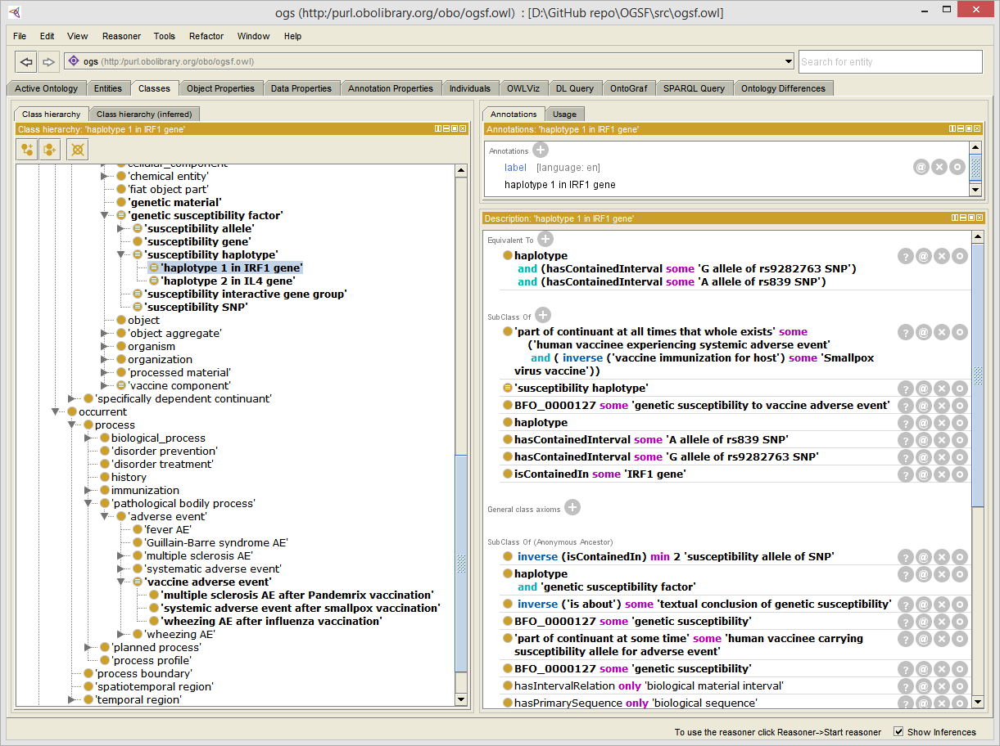 ogs (http:/purl.obolibrary.org/obo/ogsf.owl) : [D:\GitHub repo\OGSF\src\ogsf.owl]
File Edit View Reasoner Tools Refactor Window Help
ogs (http:/purl.obolibrary.org/obo/ogsf.owl)
Search for entity
Active Ontology Entities Classes Object Properties Data Properties Annotation Properties Individuals OWLViz DL Query OntoGraf SPARQL Query Ontology Differences
Class hierarchy Class hierarchy (inferred)
Class hierarchy: 'haplotype 1 in IRF1 gene'
cellular_component
'chemical entity'
'fiat object part'
'genetic material'
'genetic susceptibility factor'
'susceptibility allele'
'susceptibility gene'
'susceptibility haplotype'
'haplotype 1 in IRF1 gene'
'haplotype 2 in IL4 gene'
'susceptibility interactive gene group'
'susceptibility SNP'
object
'object aggregate'
organism
organization
'processed material'
'vaccine component'
'specifically dependent continuant'
occurrent
process
biological_process
'disorder prevention'
'disorder treatment'
history
immunization
'pathological bodily process'
'adverse event'
'fever AE'
'Guillain-Barre syndrome AE'
'multiple sclerosis AE'
'systematic adverse event'
'vaccine adverse event'
'multiple sclerosis AE after Pandemrix vaccination'
'systemic adverse event after smallpox vaccination'
'wheezing AE after influenza vaccination'
'wheezing AE'
'planned process'
'process profile'
'process boundary'
'spatiotemporal region'
'temporal region'
Annotations Usage
Annotations: 'haplotype 1 in IRF1 gene'
Annotations
label [language: en]
haplotype 1 in IRF1 gene
Description: 'haplotype 1 in IRF1 gene'
Equivalent To
haplotype
and (hasContainedInterval some 'G allele of rs9282763 SNP')
and (hasContainedInterval some 'A allele of rs839 SNP')
SubClass Of
'part of continuant at all times that whole exists' some
('human vaccinee experiencing systemic adverse event'
and ( inverse ('vaccine immunization for host') some 'Smallpox
virus vaccine'))
'susceptibility haplotype'
BFO_0000127 some 'genetic susceptibility to vaccine adverse event'
haplotype
hasContainedInterval some 'A allele of rs839 SNP'
hasContainedInterval some 'G allele of rs9282763 SNP'
isContainedIn some 'IRF1 gene'
General class axioms
SubClass Of (Anonymous Ancestor)
inverse (isContainedIn) min 2 'susceptibility allele of SNP'
haplotype
and 'genetic susceptibility factor'
inverse ('is about') some 'textual conclusion of genetic susceptibility'
BFO_0000127 some 'genetic susceptibility'
'part of continuant at some time' some 'human vaccinee carrying
susceptibility allele for adverse event'
BFO_0000127 some 'genetic susceptibility'
hasIntervalRelation only 'biological material interval'
hasPrimarySequence only 'biological sequence'
To use the reasoner click Reasoner->Start reasoner Show Inferences